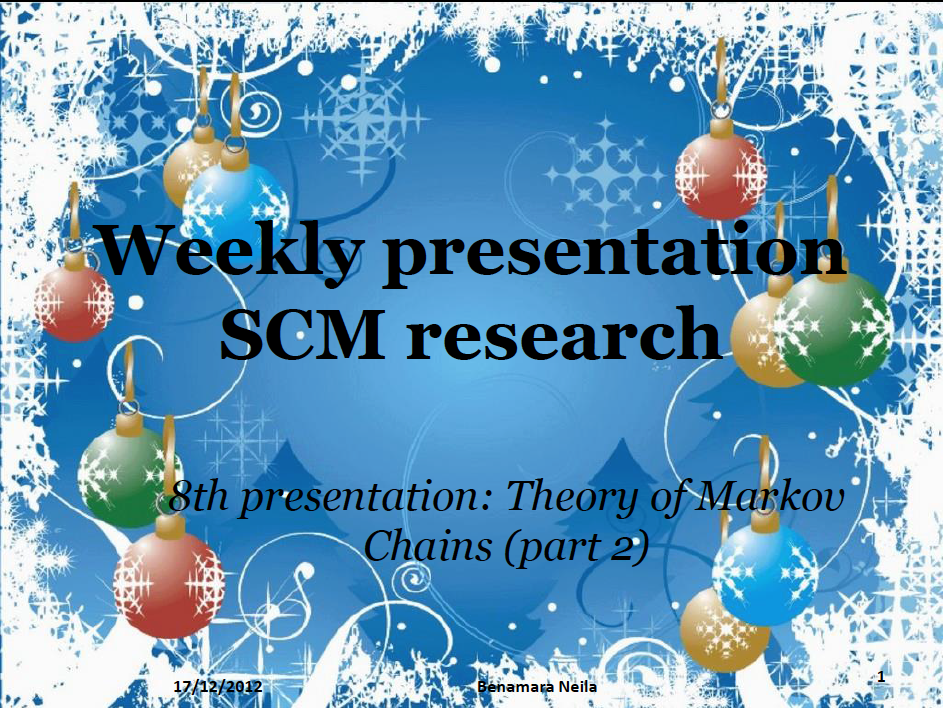 Weekly presentation
SCM research
8th presentation: Theory of Markov
Chains (part 2)
17/12/2012
Benamara Neila
1